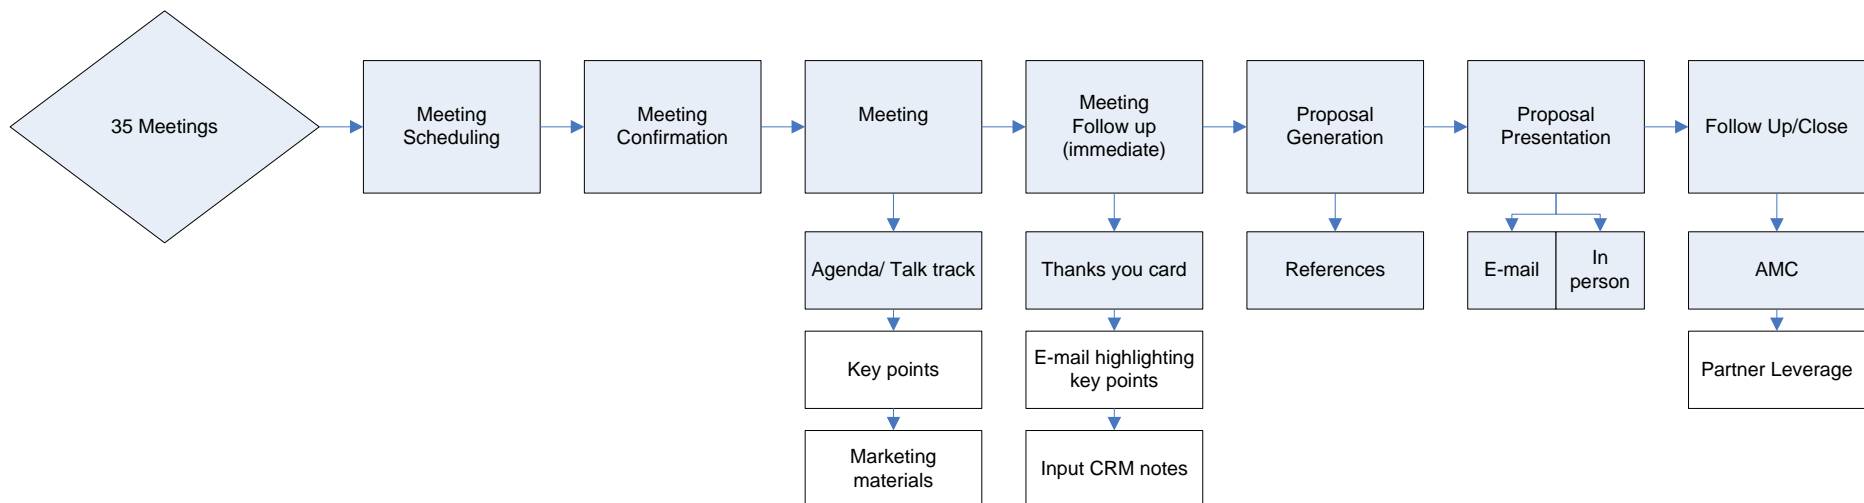 35 Meetings
Meeting
Scheduling
Meeting
Confirmation
Meeting
Meeting
Follow up
(immediate)
Proposal
Generation
Proposal
Presentation
Follow Up/Close
Agenda/ Talk track
Thanks you card
References
E-mail
In
person
AMC
Key points
E-mail highlighting
key points
Partner Leverage
Marketing
materials
Input CRM notes